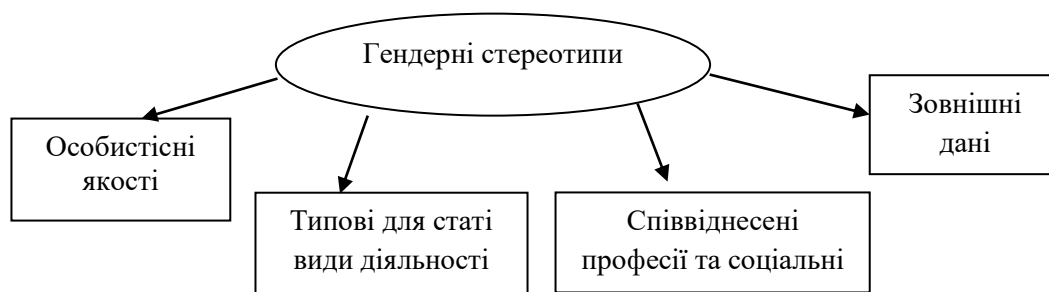 Гендерні стереотипи
Зовнішні
дані
Особистісні
якості
Типові для статі
види діяльності
Співвіднесені
професії та соціальні